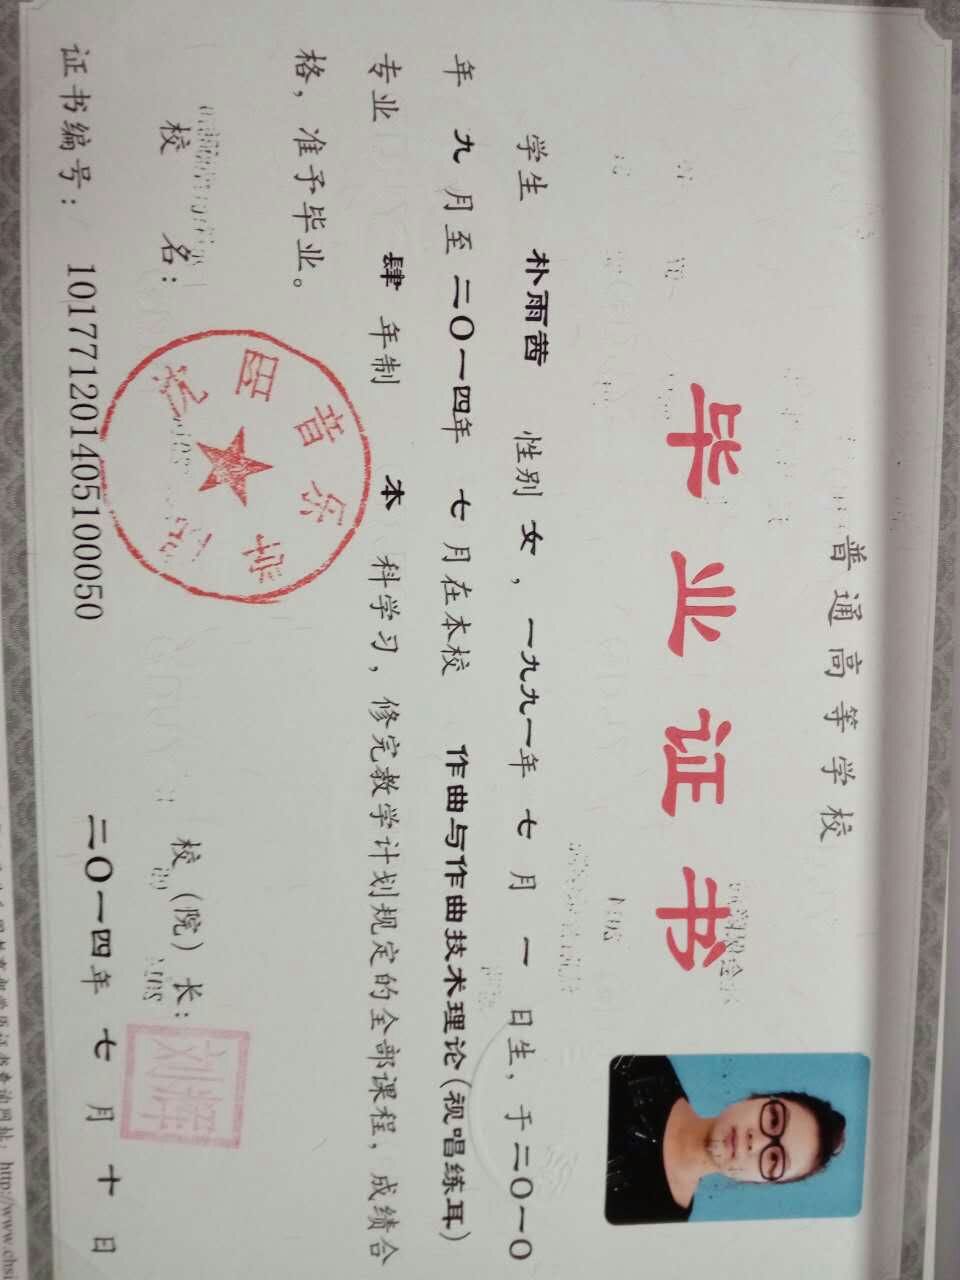 普通高等学校
毕业证书
学生 朴雨茜 性别 女，一九九一年 七 月 一 日生，于二〇一〇
年 九 月至 二〇一四年 七 月在本校 作曲与作曲技术理论(视唱练耳)
专业 肆 年制 本 科学习，修完教学计划规定的全部课程，成绩合
格，准予毕业。
校 名： 校（院）长：
音乐
证书编号： 101771201405100050 二〇一四年 七 月 十 日
http://www.chsi